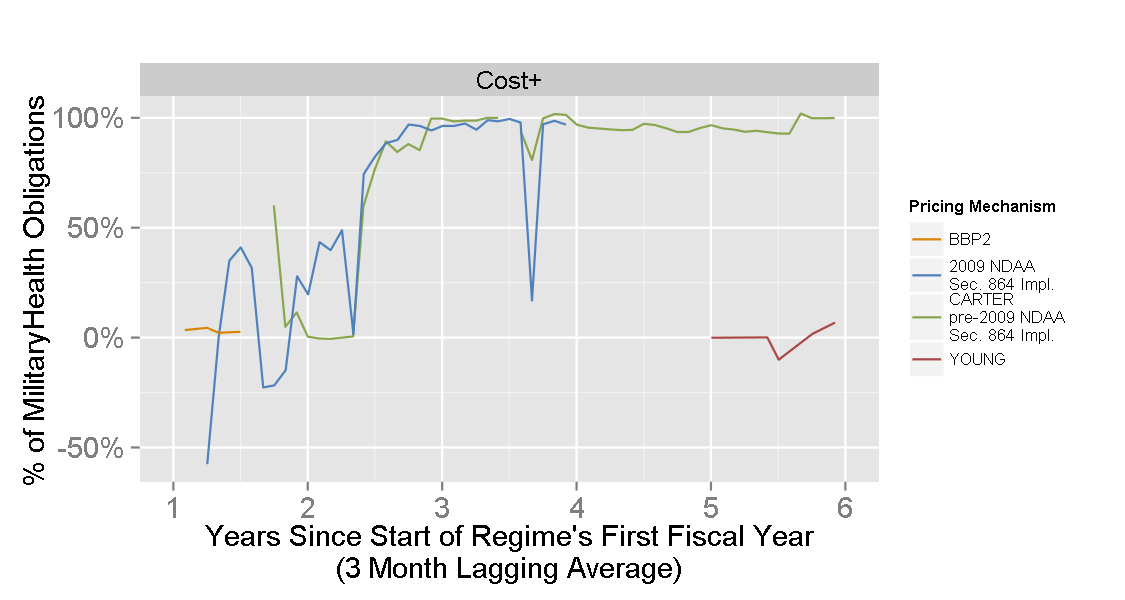 Cost+
100%
50%
0%
-50%
% of MilitaryHealth Obligations
1 2 3 4 5 6
Years Since Start of Regime's First Fiscal Year
(3 Month Lagging Average)
Pricing Mechanism
BBP2
2009 NDAA
Sec. 864 Impl.
CARTER
pre-2009 NDAA
Sec. 864 Impl.
YOUNG